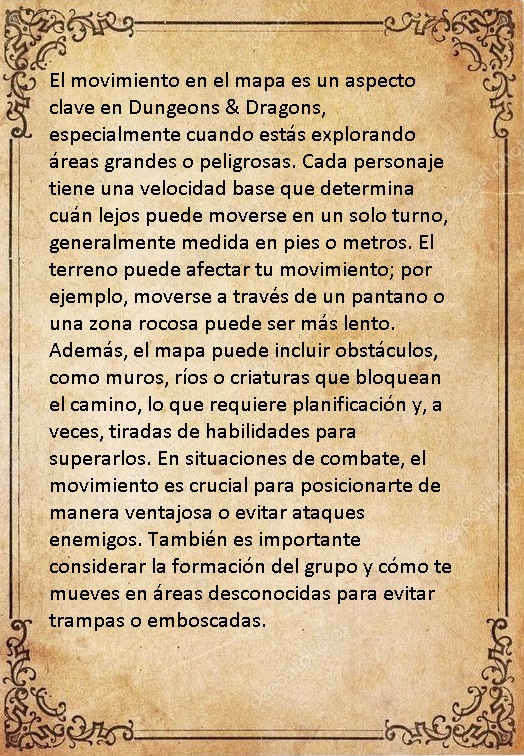 El movimiento en el mapa es un aspecto
clave en Dungeons & Dragons,
especialmente cuando estás explorando
áreas grandes o peligrosas. Cada personaje
tiene una velocidad base que determina
cuán lejos puede moverse en un solo turno,
generalmente medida en pies o metros. El
terreno puede afectar tu movimiento; por
ejemplo, moverse a través de un pantano o
una zona rocosa puede ser más lento.
Además, el mapa puede incluir obstáculos,
como muros, ríos o criaturas que bloquean
el camino, lo que requiere planificación y, a
veces, tiradas de habilidades para
superarlos. En situaciones de combate, el
movimiento es crucial para posicionarte de
manera ventajosa o evitar ataques
enemigos. También es importante
considerar la formación del grupo y cómo te
mueves en áreas desconocidas para evitar
trampas o emboscadas.